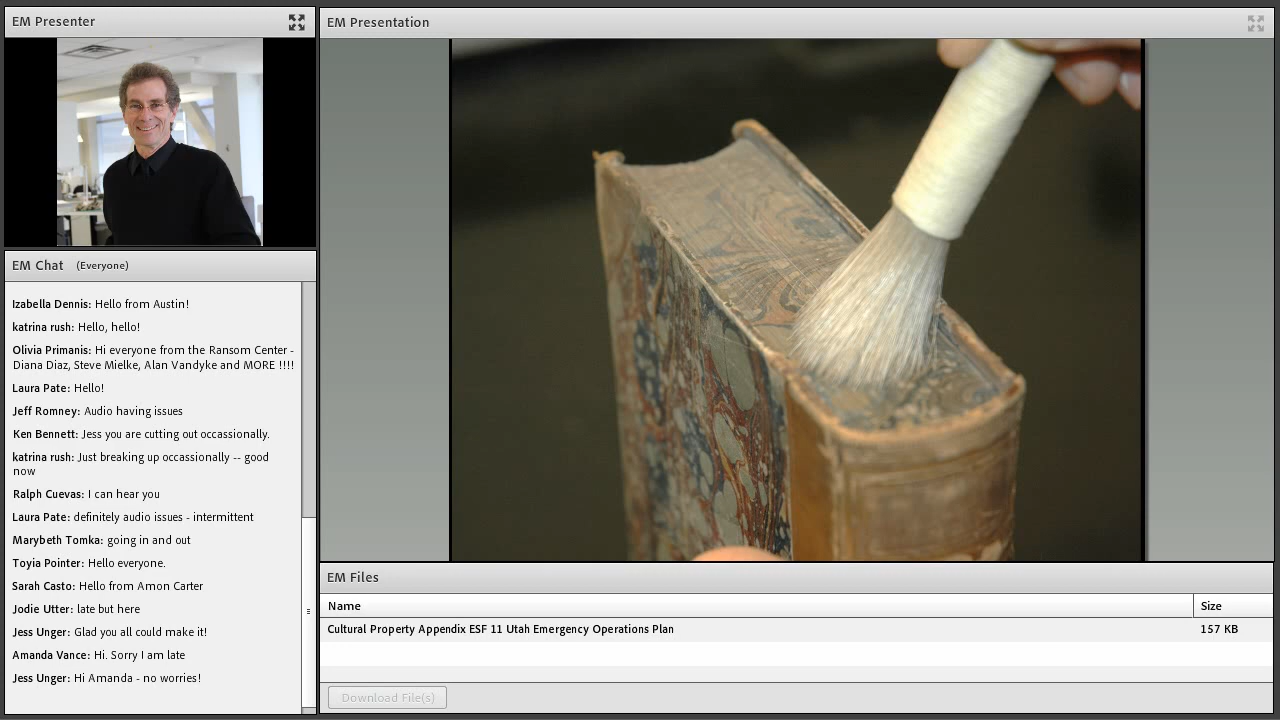 EM Presenter
EM Chat (Everyone)
Izabella Dennis: Hello from Austin!
katrina rush: Hello, hello!
Olivia Primanis: Hi everyone from the Ransom Center -
Diana Diaz, Steve Mielke, Alan Vandyke and MORE !!!!
Laura Pate: Hello!
Jeff Romney: Audio having issues
Ken Bennett: Jess you are cutting out occassionally.
katrina rush: Just breaking up occassionally -- good
now
Ralph Cuevas: I can hear you
Laura Pate: definitely audio issues - intermittent
Marybeth Tomka: going in and out
Toyia Pointer: Hello everyone.
Sarah Casto: Hello from Amon Carter
Jodie Utter: late but here
Jess Unger: Glad you all could make it!
Amanda Vance: Hi. Sorry I am late
Jess Unger: Hi Amanda - no worries!
EM Presentation
EM Files
Name Size
Cultural Property Appendix ESF 11 Utah Emergency Operations Plan 157 KB
Download File(s)